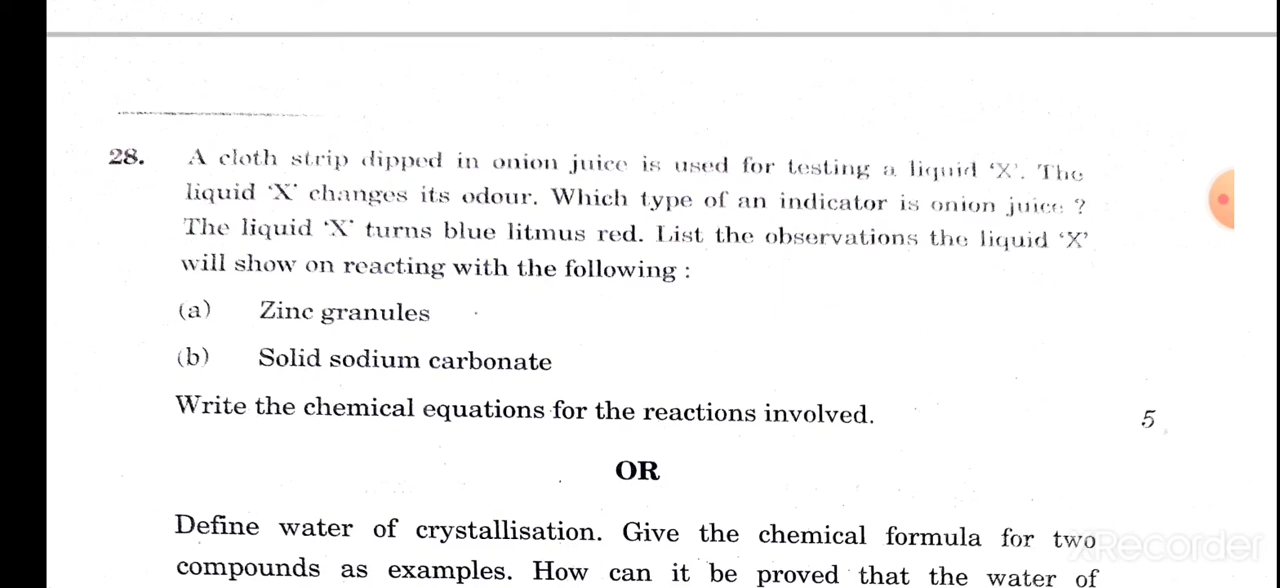 28. A cloth strip dipped in onion juice is used for testing a liquid 'X'. The
liquid 'X' changes its odour. Which type of an indicator is onion juice ?
The liquid 'X' turns blue litmus red. List the observations the liquid 'X'
will show on reacting with the following :
(a) Zinc granules
(b) Solid sodium carbonate
Write the chemical equations for the reactions involved. 5
OR
Define water of crystallisation. Give the chemical formula for two
compounds as examples. How can it be proved that the water of
XRecorder